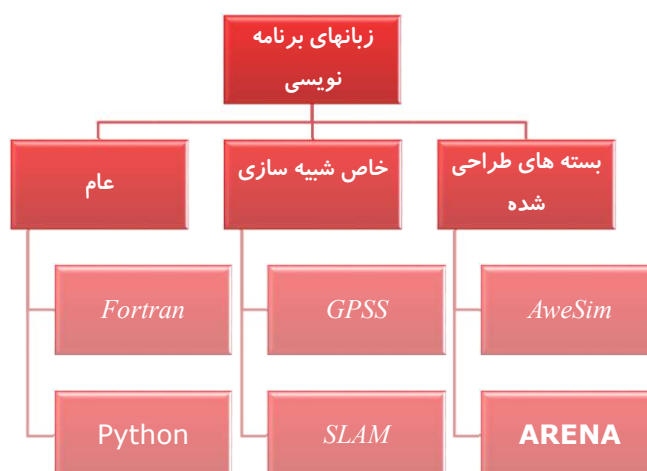 زبانهای برنامه
نویسی
بسته های طراحی
شده
خاص شبیه سازی
عام
AweSim
GPSS
Fortran
ARENA
SLAM
Python